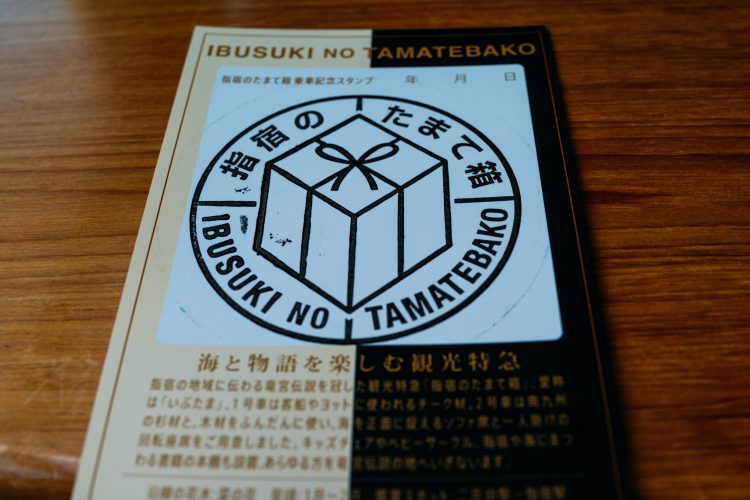 IBUSUKI NO TAMATEBAKO
指宿のたまて箱 乗車記念スタンプ 年 月 日
指宿の たまて箱
IBUSUKI NO TAMATEBAKO
海と物語を楽しむ観光特急
指宿の地域に伝わる竜宮伝説を冠した観光特急「指宿のたまて箱」、愛称
は「いぶたま」。1号車は客船やヨットに使われるチーク材、2号車は南九州
の杉材と、木材をふんだんに使い、海を正面に捉えるソファ席と一人掛けの
回転座席をご用意しました。キッズチェアやベビーサークル、指宿や海にまつ
わる書籍の本棚も設置。あらゆる方を竜宮伝説の地へいざないます。
沿線の花木：菜の花